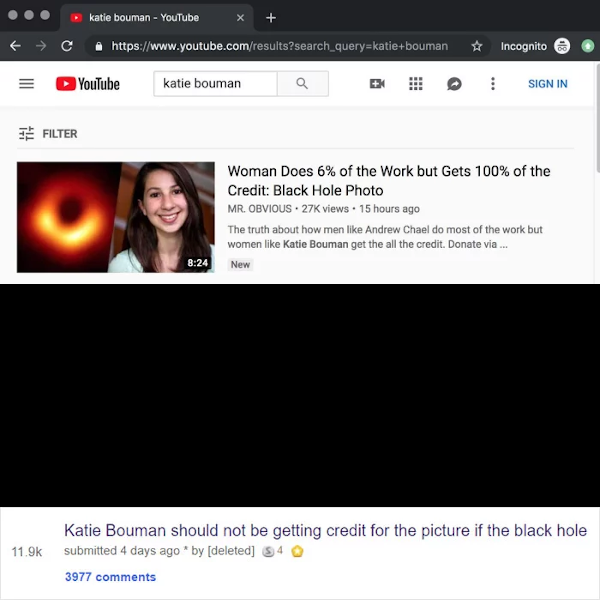 katie bouman - YouTube
https://www.youtube.com/results?search_query=katie+bouman
Incognito
YouTube
katie bouman
SIGN IN
FILTER
Woman Does 6% of the Work but Gets 100% of the
Credit: Black Hole Photo
MR. OBVIOUS • 27K views • 15 hours ago
The truth about how men like Andrew Chael do most of the work but
women like Katie Bouman get the all the credit. Donate via ...
8:24
New
Katie Bouman should not be getting credit for the picture if the black hole
11.9k
submitted 4 days ago * by [deleted] S 4
3977 comments